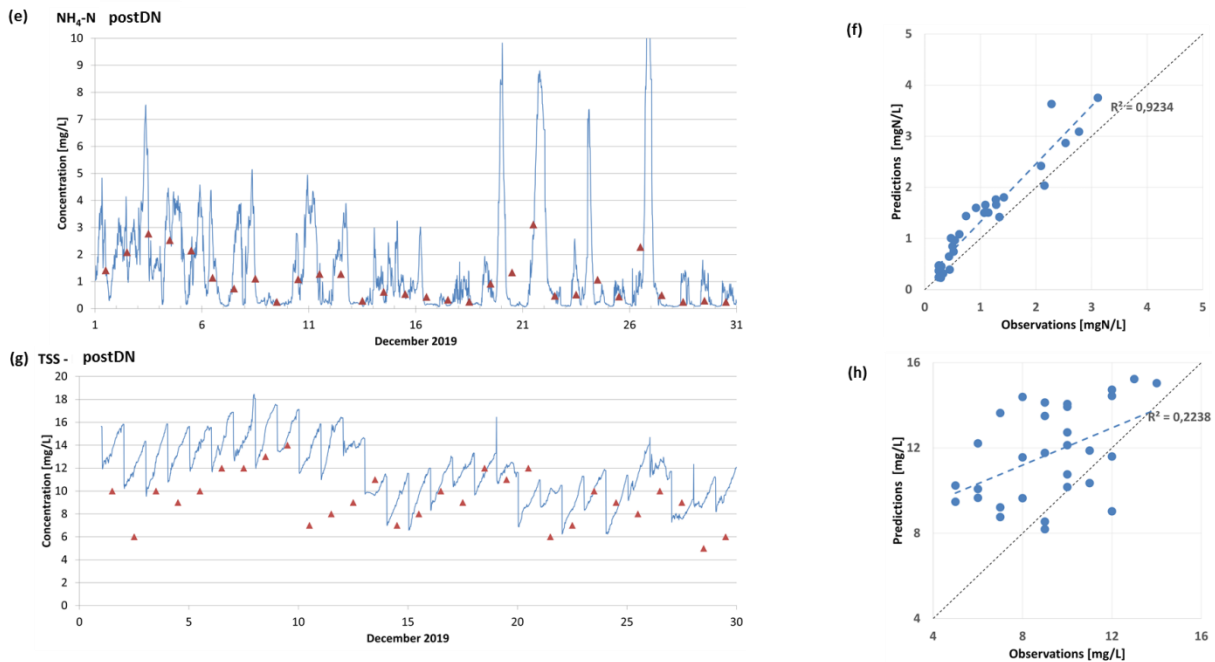 (e) NH₄-N postDN
10
9
8
7
6
5
4
3
2
1
0
Concentration [mg/L]
1 6 11 16 21 26 31
December 2019
(f)
5
4
3
2
1
0
Predictions [mgN/L]
R² = 0,9234
0 1 2 3 4 5
Observations [mgN/L]
(g) TSS - postDN
20
18
16
14
12
10
8
6
4
2
0
Concentration [mg/L]
0 5 10 15 20 25 30
December 2019
(h)
16
12
8
4
Predictions [mg/L]
R² = 0,2238
4 8 12 16
Observations [mg/L]